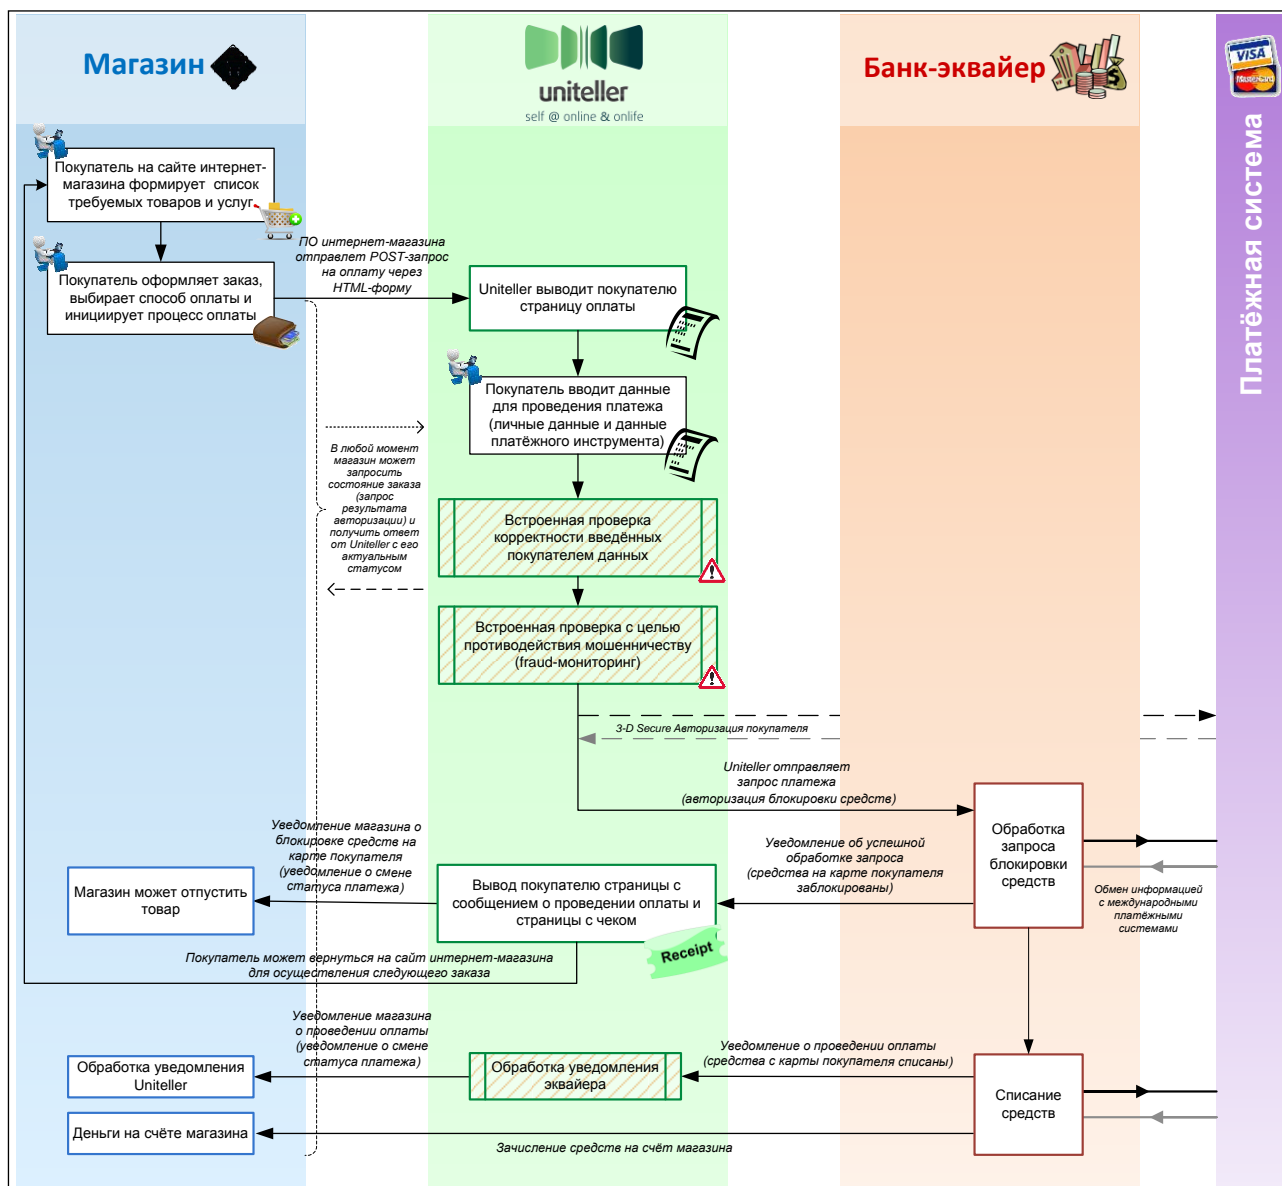 Магазин
uniteller
self @ online & onlife
Банк-эквайер
VISA
MasterCard
Платёжная система
Покупатель на сайте интернет-
магазина формирует список
требуемых товаров и услуг
Покупатель оформляет заказ,
выбирает способ оплаты и
инициирует процесс оплаты
ПО интернет-магазина
отправлет POST-запрос
на оплату через
HTML-форму
Uniteller выводит покупателю
страницу оплаты
Покупатель вводит данные
для проведения платежа
(личные данные и данные
платёжного инструмента)
В любой момент
магазин может
запросить
состояние заказа
(запрос
результата
авторизации) и
получить ответ
от Uniteller с его
актуальным
статусом
Встроенная проверка
корректности введённых
покупателем данных
Встроенная проверка с целью
противодействия мошенничеству
(fraud-мониторинг)
3-D Secure Авторизация покупателя
Uniteller отправляет
запрос платежа
(авторизация блокировки средств)
Обработка
запроса
блокировки
средств
Уведомление магазина о
блокировке средств на
карте покупателя
(уведомление о смене
статуса платежа)
Уведомление об успешной
обработке запроса
(средства на карте покупателя
заблокированы)
Магазин может отпустить
товар
Вывод покупателю страницы с
сообщением о проведении оплаты и
страницы с чеком
Receipt
Обмен информацией
с международными
платёжными
системами
Покупатель может вернуться на сайт интернет-магазина
для осуществления следующего заказа
Уведомление магазина
о проведении оплаты
(уведомление о смене
статуса платежа)
Уведомление о проведении оплаты
(средства с карты покупателя списаны)
Обработка уведомления
Uniteller
Обработка уведомления
эквайера
Списание
средств
Деньги на счёте магазина
Зачисление средств на счёт магазина